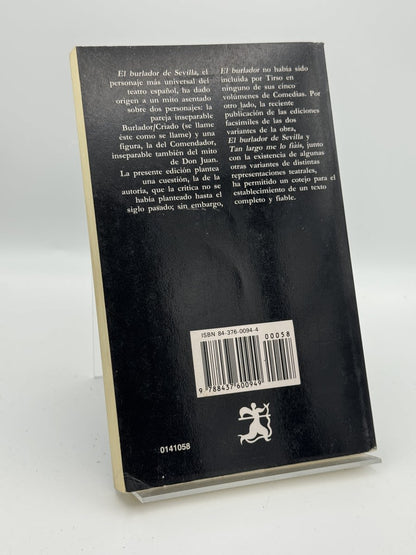 El burlador de Sevilla, el
personaje más universal del
teatro español, ha dado
origen a un mito asentado
sobre dos personajes: la
pareja inseparable
Burlador/Criado (se llame
éste como se llame) y una
figura, la del Comendador,
inseparable también del mito
de Don Juan.
La presente edición plantea
una cuestión, la de la
autoría, que la crítica no se
había planteado hasta el
siglo pasado; sin embargo,
El burlador no había sido
incluida por Tirso en
ninguno de sus cinco
volúmenes de Comedias. Por
otro lado, la reciente
publicación de las ediciones
facsímiles de las dos
variantes de la obra,
El burlador de Sevilla y
Tan largo me lo fiáis, junto
con la existencia de algunas
otras variantes de distintas
representaciones teatrales,
ha permitido un cotejo para el
establecimiento de un texto
completo y fiable.
ISBN 84-376-0094-4
00058
9 788437 600949
0141058